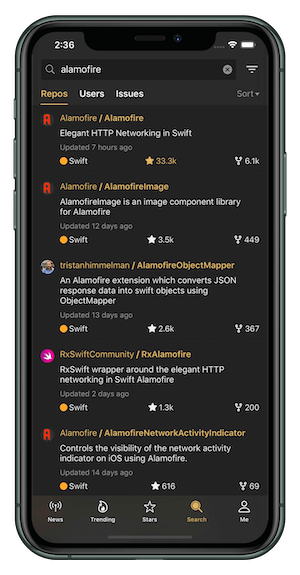 2:36
alamofire
Repos Users Issues Sort
Alamofire / Alamofire
Elegant HTTP Networking in Swift
Updated 7 hours ago
Swift 33.3k 6.1k
Alamofire / AlamofireImage
AlamofireImage is an image component library
for Alamofire
Updated 12 days ago
Swift 3.5k 449
tristanhimmelman / AlamofireObjectMapper
An Alamofire extension which converts JSON
response data into swift objects using
ObjectMapper
Updated 13 days ago
Swift 2.6k 367
RxSwiftCommunity / RxAlamofire
RxSwift wrapper around the elegant HTTP
networking in Swift Alamofire
Updated 2 days ago
Swift 1.3k 200
Alamofire / AlamofireNetworkActivityIndicator
Controls the visibility of the network activity
indicator on iOS using Alamofire.
Updated 14 days ago
Swift 616 69
News Trending Stars Search Me